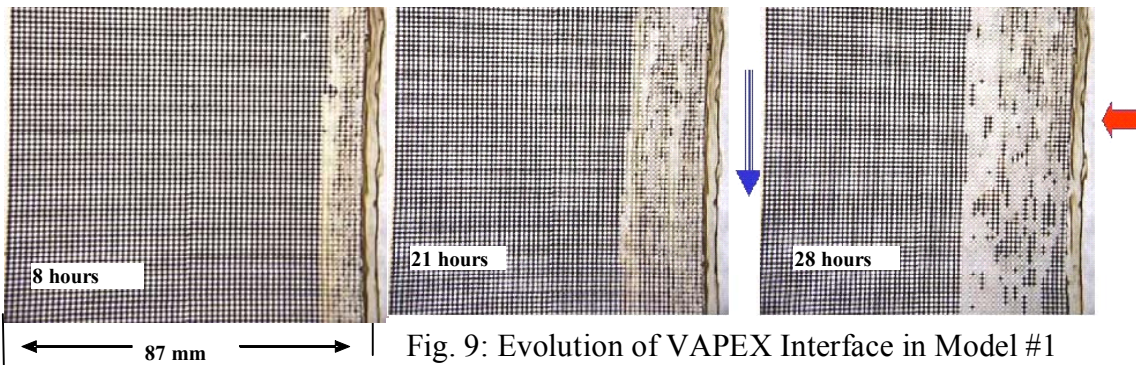 8 hours
21 hours
28 hours
87 mm
Fig. 9: Evolution of VAPEX Interface in Model #1